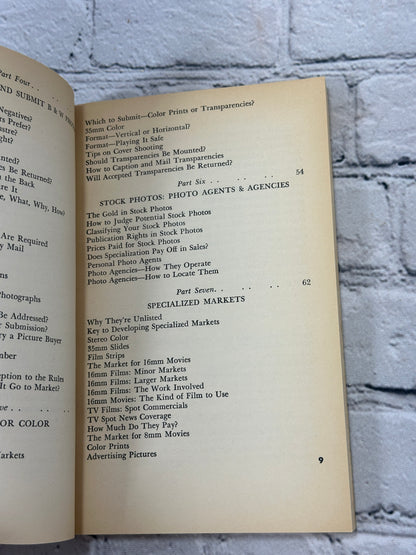 Part Four . .
ND SUBMIT B & W
Negatives?
rs Prefer?
ustre?
ght?
unted?
es Be Returned?
n the Back
re It
e, What, Why, How?
Are Required
y Mail
ns
Photographs
Be Addressed?
r Submission?
y a Picture Buyer
mber
eption to the Rules
It Go to Market?
ve . .
OR COLOR
arkets
Which to Submit—Color Prints or Transparencies?
35mm Color
Format—Vertical or Horizontal?
Format—Playing It Safe
Tips on Cover Shooting
Should Transparencies Be Mounted?
How to Caption and Mail Transparencies
Will Accepted Transparencies Be Returned?
Part Six . . . . . . . 54
STOCK PHOTOS: PHOTO AGENTS & AGENCIES
The Gold in Stock Photos
How to Judge Potential Stock Photos
Classifying Your Stock Photos
Publication Rights in Stock Photos
Prices Paid for Stock Photos
Does Specialization Pay Off in Sales?
Personal Photo Agents
Photo Agencies—How They Operate
Photo Agencies—How to Locate Them
Part Seven . . . . . . . 62
SPECIALIZED MARKETS
Why They're Unlisted
Key to Developing Specialized Markets
Stereo Color
35mm Slides
Film Strips
The Market for 16mm Movies
16mm Films: Minor Markets
16mm Films: Larger Markets
16mm Films: The Work Involved
16mm Movies: The Kind of Film to Use
TV Films: Spot Commercials
TV Spot News Coverage
How Much Do They Pay?
The Market for 8mm Movies
Color Prints
Advertising Pictures
9